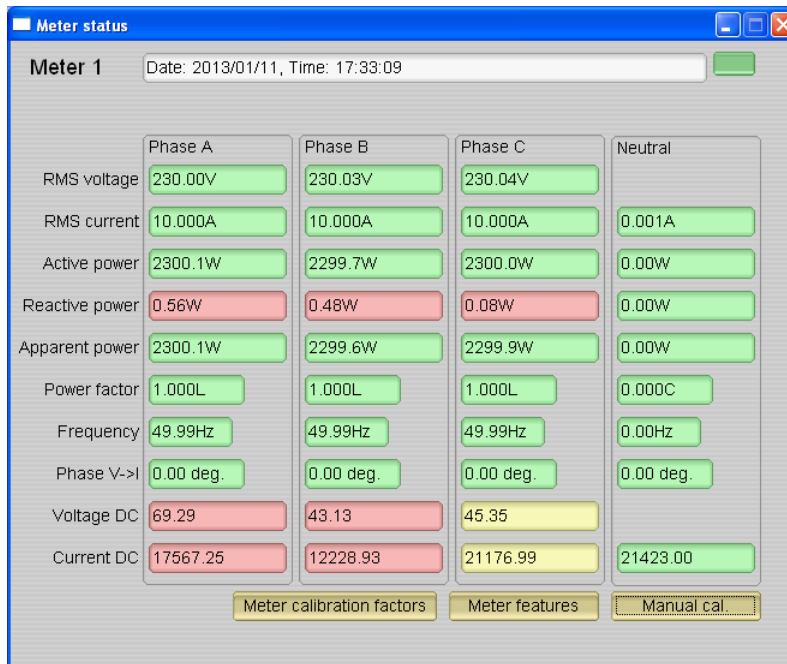 Meter status
Meter 1 Date: 2013/01/11, Time: 17:33:09
Phase A Phase B Phase C Neutral
RMS voltage 230.00V 230.03V 230.04V
RMS current 10.000A 10.000A 10.000A 0.001A
Active power 2300.1W 2299.7W 2300.0W 0.00W
Reactive power 0.56W 0.48W 0.08W 0.00W
Apparent power 2300.1W 2299.6W 2299.9W 0.00W
Power factor 1.000L 1.000L 1.000L 0.000C
Frequency 49.99Hz 49.99Hz 49.99Hz 0.00Hz
Phase V->I 0.00 deg. 0.00 deg. 0.00 deg. 0.00 deg.
Voltage DC 69.29 43.13 45.35
Current DC 17567.25 12228.93 21176.99 21423.00
Meter calibration factors Meter features Manual cal.